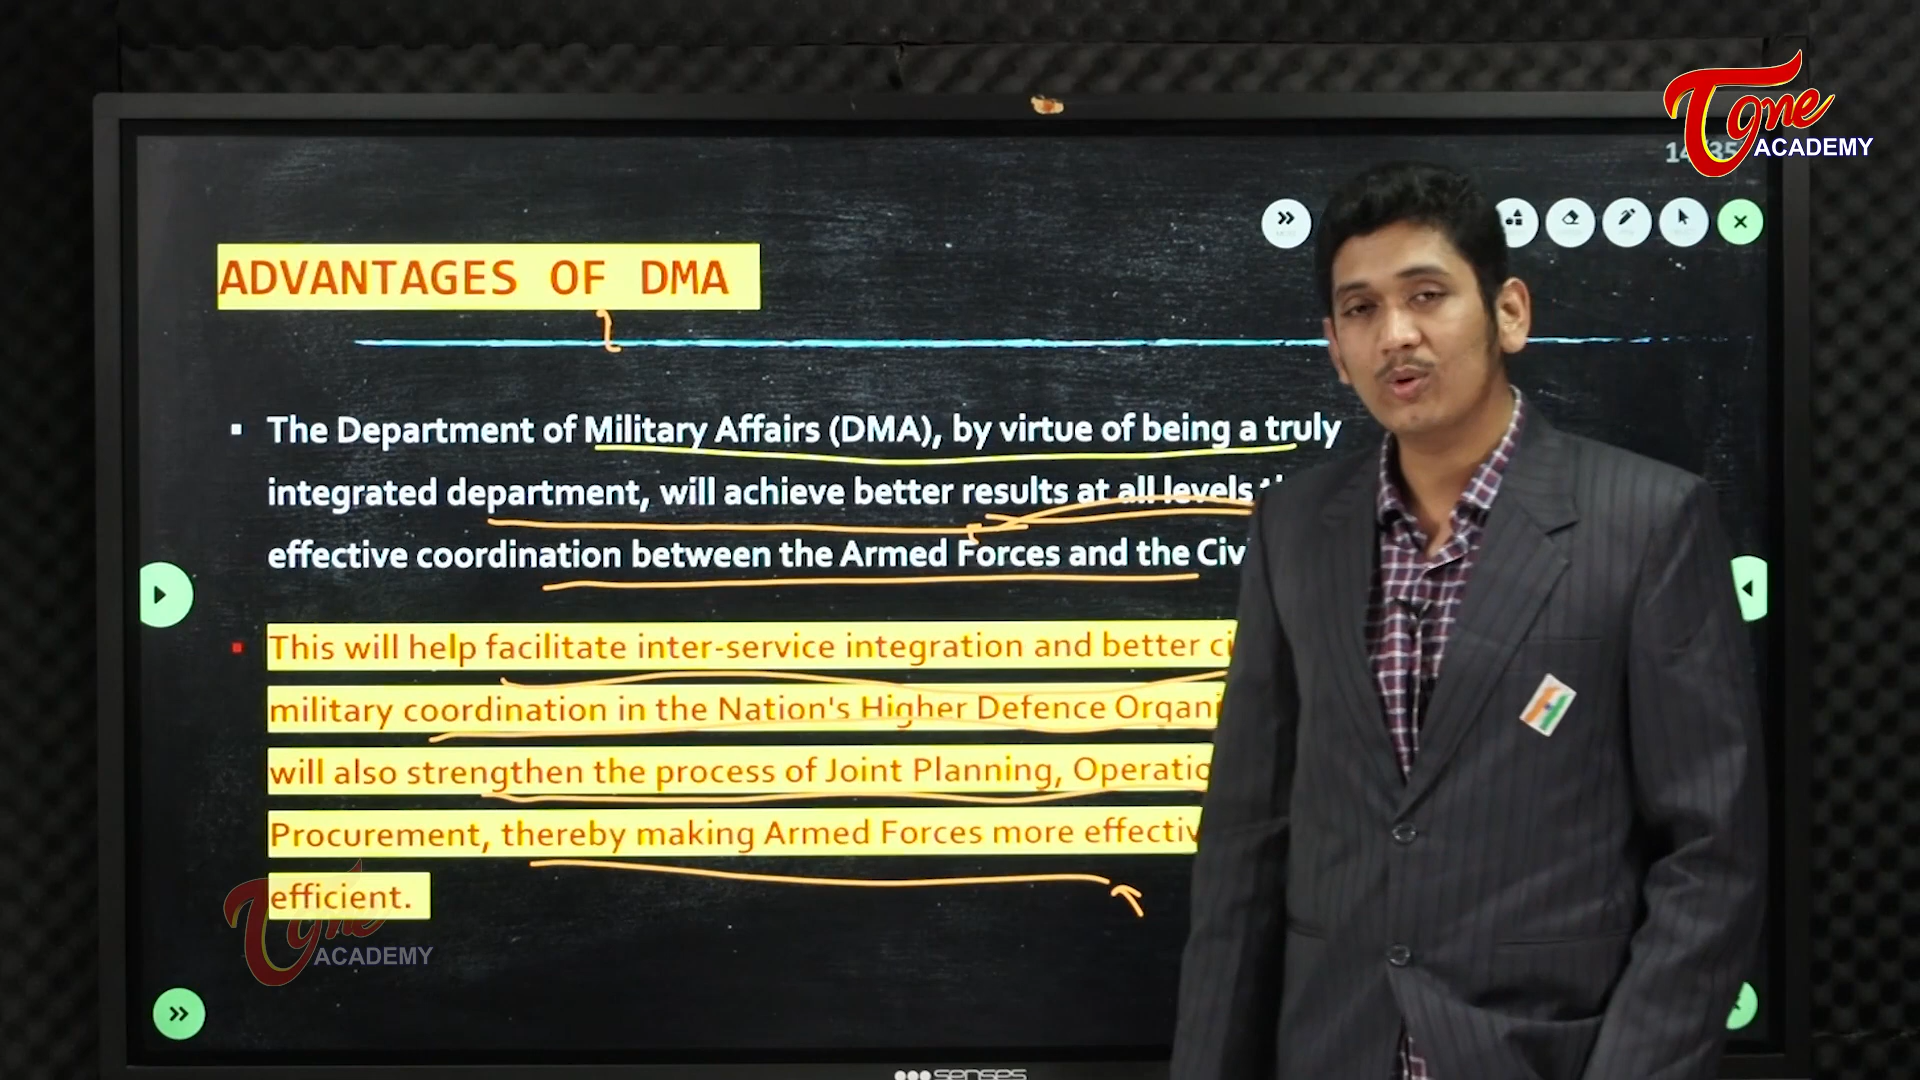 Tone
ACADEMY
ADVANTAGES OF DMA
The Department of Military Affairs (DMA), by virtue of being a truly
integrated department, will achieve better results at all levels
effective coordination between the Armed Forces and the
This will help facilitate inter-service integration and better
military coordination in the Nation's Higher Defence
will also strengthen the process of Joint Planning,
Procurement, thereby making Armed Forces more
efficient.
Tone
ACADEMY
senses